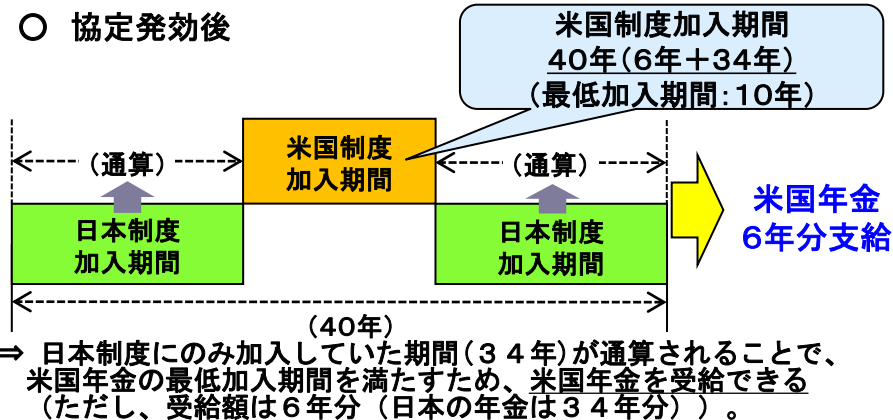 ○ 協定発効後
米国制度加入期間
40年(6年+34年)
(最低加入期間:10年)
(通算)
米国制度
加入期間
(通算)
日本制度
加入期間
日本制度
加入期間
米国年金
6年分支給
(40年)
⇒ 日本制度にのみ加入していた期間(34年)が通算されることで、
米国年金の最低加入期間を満たすため、米国年金を受給できる
(ただし、受給額は6年分(日本の年金は34年分))。